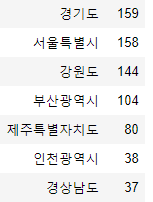 경기도 159
서울특별시 158
강원도 144
부산광역시 104
제주특별자치도 80
인천광역시 38
경상남도 37